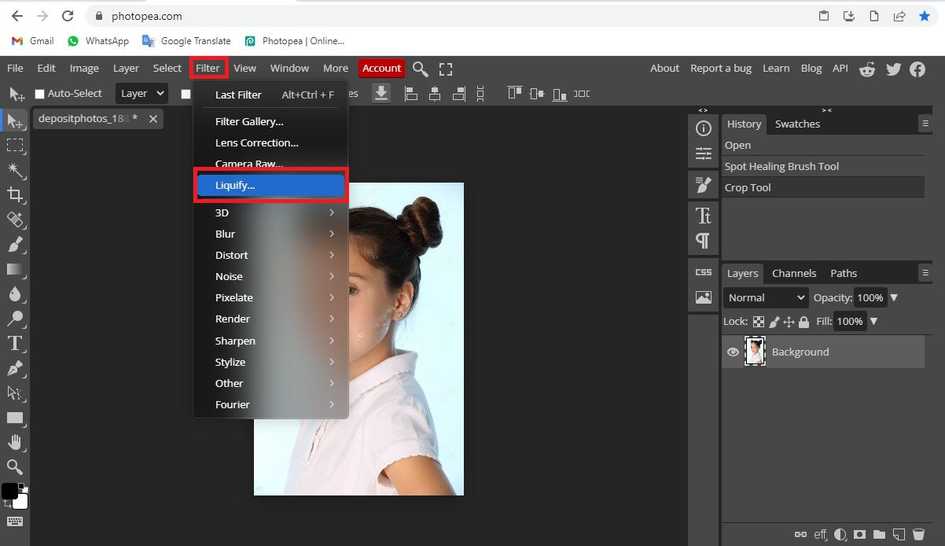 photopea.com
Gmail WhatsApp Google Translate Photopea | Online...
File Edit Image Layer Select Filter View Window More Account About Report a bug Learn Blog API
Auto-Select Layer
depositphotos_18 *
Last Filter Alt+Ctrl + F
Filter Gallery...
Lens Correction...
Camera Raw...
Liquify...
3D
Blur
Distort
Noise
Pixelate
Render
Sharpen
Stylize
Other
Fourier
History Swatches
Open
Spot Healing Brush Tool
Crop Tool
CSS
Layers Channels Paths
Normal Opacity: 100%
Lock: Fill: 100%
Background
eff